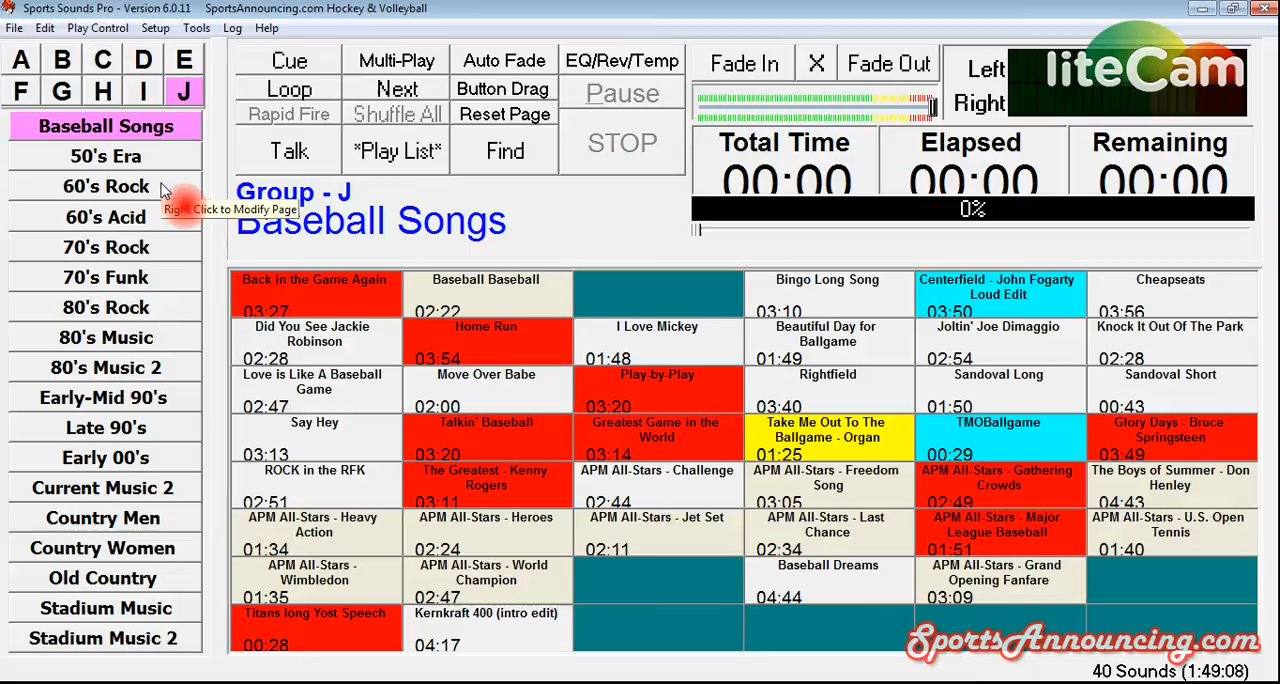 Sports Sounds Pro - Version 6.0.11 SportsAnnouncing.com Hockey & Volleyball
File Edit Play Control Setup Tools Log Help
A B C D E
F G H I J
Baseball Songs
50's Era
60's Rock
60's Acid
70's Rock
70's Funk
80's Rock
80's Music
80's Music 2
Early-Mid 90's
Late 90's
Early 00's
Current Music 2
Country Men
Country Women
Old Country
Stadium Music
Stadium Music 2
Right Click to Modify Page
Cue Multi-Play Auto Fade EQ/Rev/Temp
Loop Next Button Drag Pause
Rapid Fire Shuffle All Reset Page
Talk *Play List* Find STOP
Fade In X Fade Out
Left
Right
liteCam
Total Time Elapsed Remaining
00:00 00:00 00:00
0%
Group - J
Baseball Songs
Back in the Game Again
03:27
Baseball Baseball
02:22
Bingo Long Song
03:10
Centerfield - John Fogarty
Loud Edit
03:50
Cheapseats
03:56
Did You See Jackie
Robinson
02:28
Home Run
03:54
I Love Mickey
01:48
Beautiful Day for
Ballgame
01:49
Joltin' Joe Dimaggio
02:54
Knock It Out Of The Park
02:28
Love is Like A Baseball
Game
02:47
Move Over Babe
02:00
Play-by-Play
03:20
Rightfield
03:40
Sandoval Long
01:50
Sandoval Short
00:43
Say Hey
03:13
Talkin' Baseball
03:20
Greatest Game in the
World
03:14
Take Me Out To The
Ballgame - Organ
01:25
TMOBallgame
00:29
Glory Days - Bruce
Springsteen
03:49
ROCK in the RFK
02:51
The Greatest - Kenny
Rogers
03:11
APM All-Stars - Challenge
02:44
APM All-Stars - Freedom
Song
03:05
APM All-Stars - Gathering
Crowds
02:49
The Boys of Summer - Don
Henley
04:43
APM All-Stars - Heavy
Action
01:34
APM All-Stars - Heroes
02:24
APM All-Stars - Jet Set
02:11
APM All-Stars - Last
Chance
02:34
APM All-Stars - Major
League Baseball
01:51
APM All-Stars - U.S. Open
Tennis
01:40
APM All-Stars -
Wimbledon
01:35
APM All-Stars - World
Champion
02:47
Baseball Dreams
04:44
APM All-Stars - Grand
Opening Fanfare
03:09
Titans long Yost Speech
00:28
Kernkraft 400 (intro edit)
04:17
SportsAnnouncing.com
40 Sounds (1:49:08)